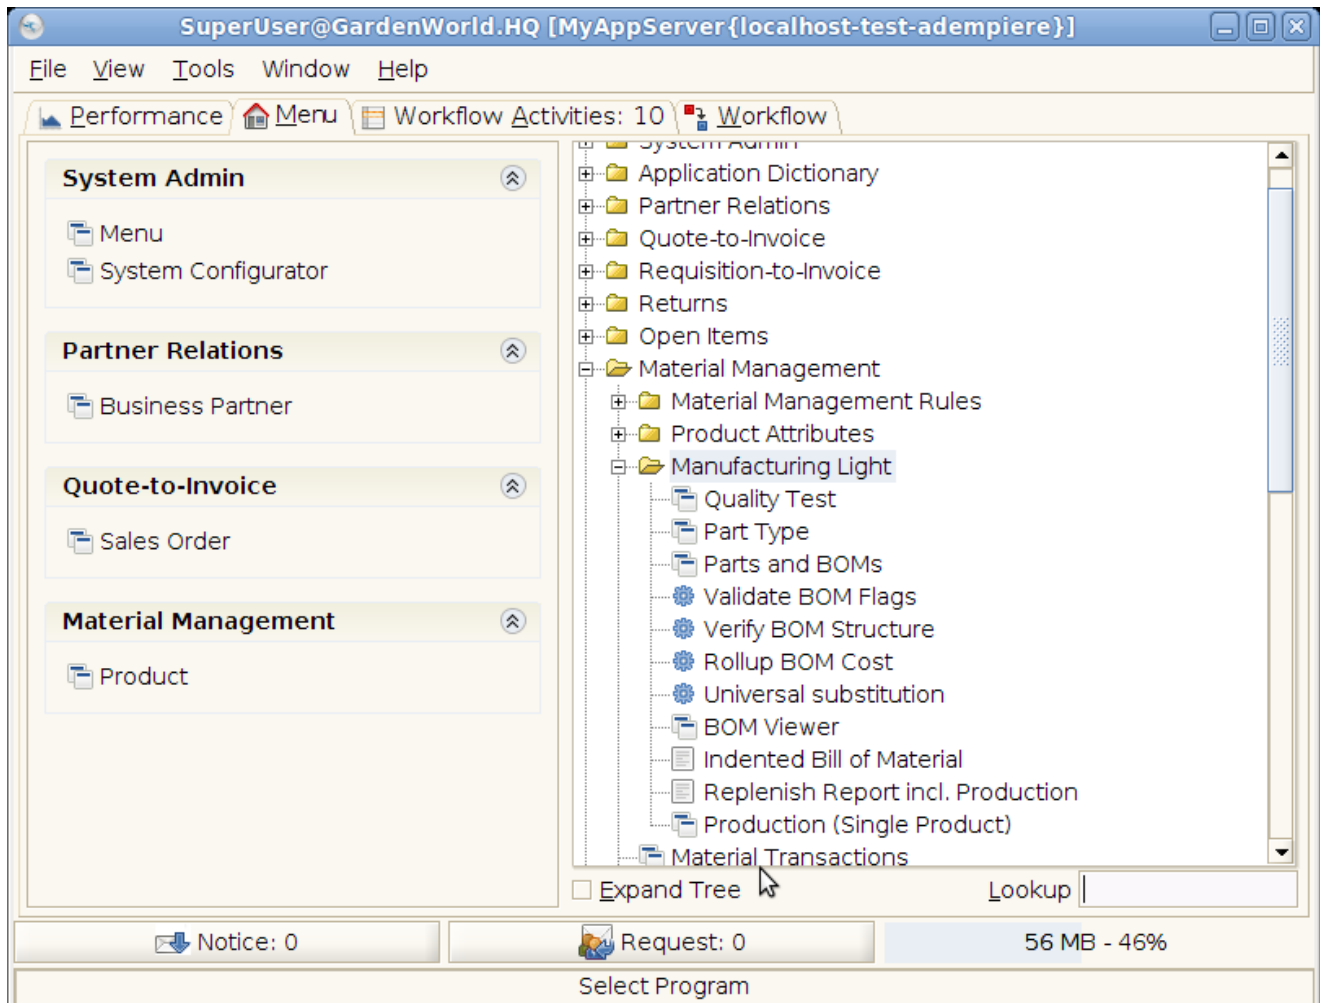 SuperUser@GardenWorld.HQ [MyAppServer{localhost-test-adempiere}]
File View Tools Window Help
Performance Menu Workflow Activities: 10 Workflow
System Admin
Menu
System Configurator
Partner Relations
Business Partner
Quote-to-Invoice
Sales Order
Material Management
Product
System Admin
Application Dictionary
Partner Relations
Quote-to-Invoice
Requisition-to-Invoice
Returns
Open Items
Material Management
Material Management Rules
Product Attributes
Manufacturing Light
Quality Test
Part Type
Parts and BOMs
Validate BOM Flags
Verify BOM Structure
Rollup BOM Cost
Universal substitution
BOM Viewer
Indented Bill of Material
Replenish Report incl. Production
Production (Single Product)
Material Transactions
Expand Tree Lookup
Notice: 0 Request: 0 56 MB - 46%
Select Program